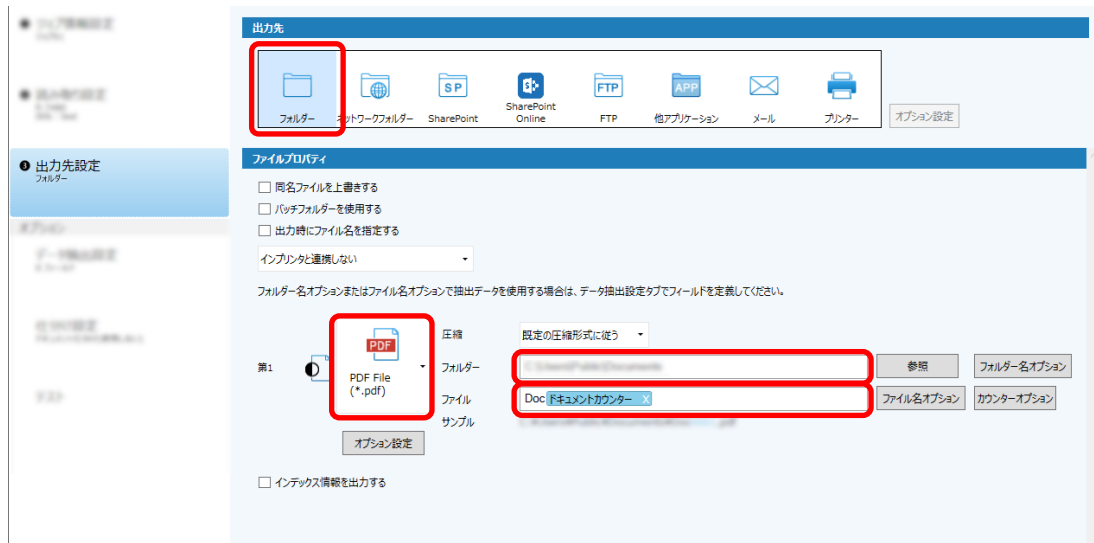 出力先
フォルダー
ネットワークフォルダー
SP
SharePoint
SharePoint
Online
FTP
FTP
APP
他アプリケーション
メール
プリンター
オプション設定
❸ 出力先設定
フォルダー
ファイルプロパティ
同名ファイルを上書きする
バッチフォルダーを使用する
出力時にファイル名を指定する
インプリンタと連携しない
フォルダー名オプションまたはファイル名オプションで抽出データを使用する場合は、データ抽出設定タブでフィールドを定義してください。
第1
PDF
PDF File
(*.pdf)
オプション設定
圧縮
既定の圧縮形式に従う
フォルダー
参照
フォルダー名オプション
ファイル
Doc ドキュメントカウンター X
ファイル名オプション
カウンターオプション
サンプル
インデックス情報を出力する